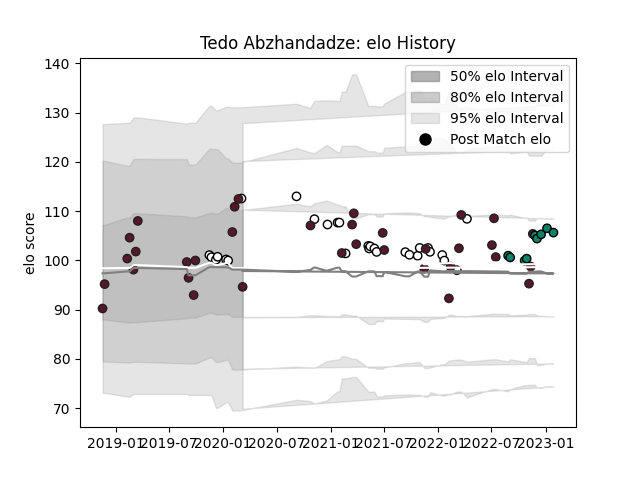 Tedo Abzhandadze: elo History
140
130
120
110
100
90
80
70
elo score
50% elo Interval
80% elo Interval
95% elo Interval
Post Match elo
2019-01 2019-07 2020-01 2020-07 2021-01 2021-07 2022-01 2022-07 2023-01